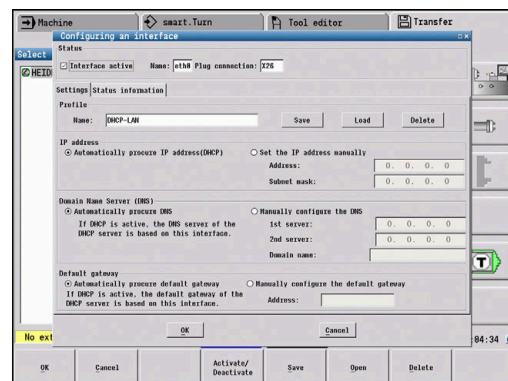 Machine
smart.Turn
Tool editor
Transfer
Configuring an interface
Select
Status
Interface active
Name: eth0 Plug connection: X26
HEID
Settings Status information
Profile
Name: DHCP-LAN
Save
Load
Delete
IP address
Automatically procure IP address(DHCP)
Set the IP address manually
Address: 0. 0. 0. 0
Subnet mask: 0. 0. 0. 0
Domain Name Server (DNS)
Automatically procure DNS
Manually configure the DNS
If DHCP is active, the DNS server of the
DHCP server is based on this interface.
1st server: 0. 0. 0. 0
2nd server: 0. 0. 0. 0
Domain name:
Default gateway
Automatically procure default gateway
Manually configure the default gateway
If DHCP is active, the default gateway of the
DHCP server is based on this interface.
Address:
OK
Cancel
No ext
:04:34
T
OK
Cancel
Activate/
Deactivate
Save
Open
Delete